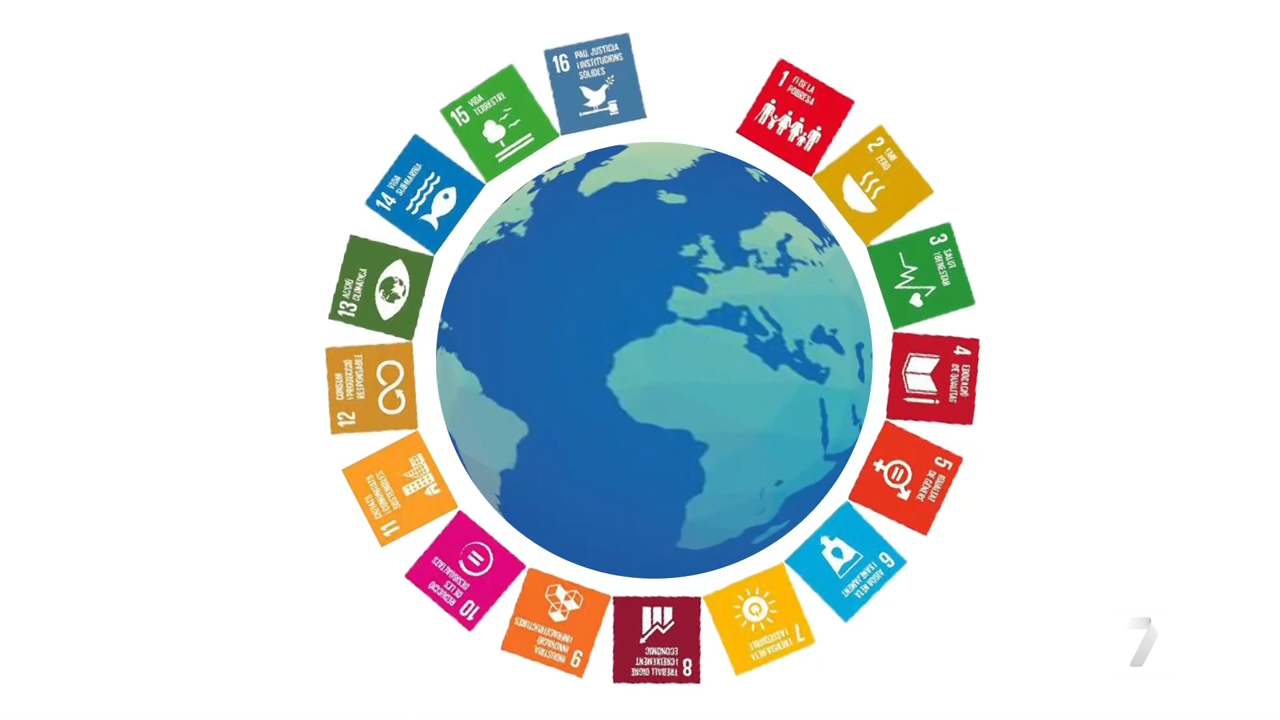 1 FI DE LA
POBRESA
2 FAM
ZERO
3 SALUT
I BENESTAR
4 EDUCACIÓ
DE QUALITAT
5 IGUALTAT
DE GÈNERE
6 AIGUA NETA
I SANEJAMENT
7 ENERGIA NETA
I ASSEQUIBLE
8 TREBALL DIGNE
I CREIXEMENT
ECONÒMIC
9 INDÚSTRIA
INNOVACIÓ
INFRAESTRUCTURES
10 REDUCCIÓ
DE LES
DESIGUALTATS
11 CIUTATS
I COMUNITATS
SOSTENIBLES
12 CONSUM
I PRODUCCIÓ
RESPONSABLE
13 ACCIÓ
CLIMÀTICA
14 VIDA
SUBMARINA
15 VIDA
TERRESTRE
16 PAU, JUSTÍCIA
I INSTITUCIONS
SÒLIDES
7